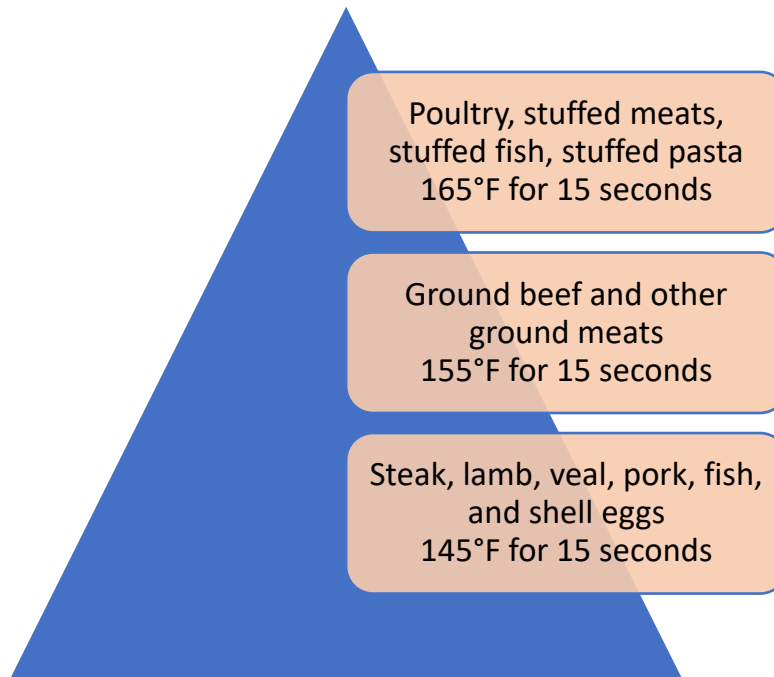 Poultry, stuffed meats,
stuffed fish, stuffed pasta
165°F for 15 seconds
Ground beef and other
ground meats
155°F for 15 seconds
Steak, lamb, veal, pork, fish,
and shell eggs
145°F for 15 seconds